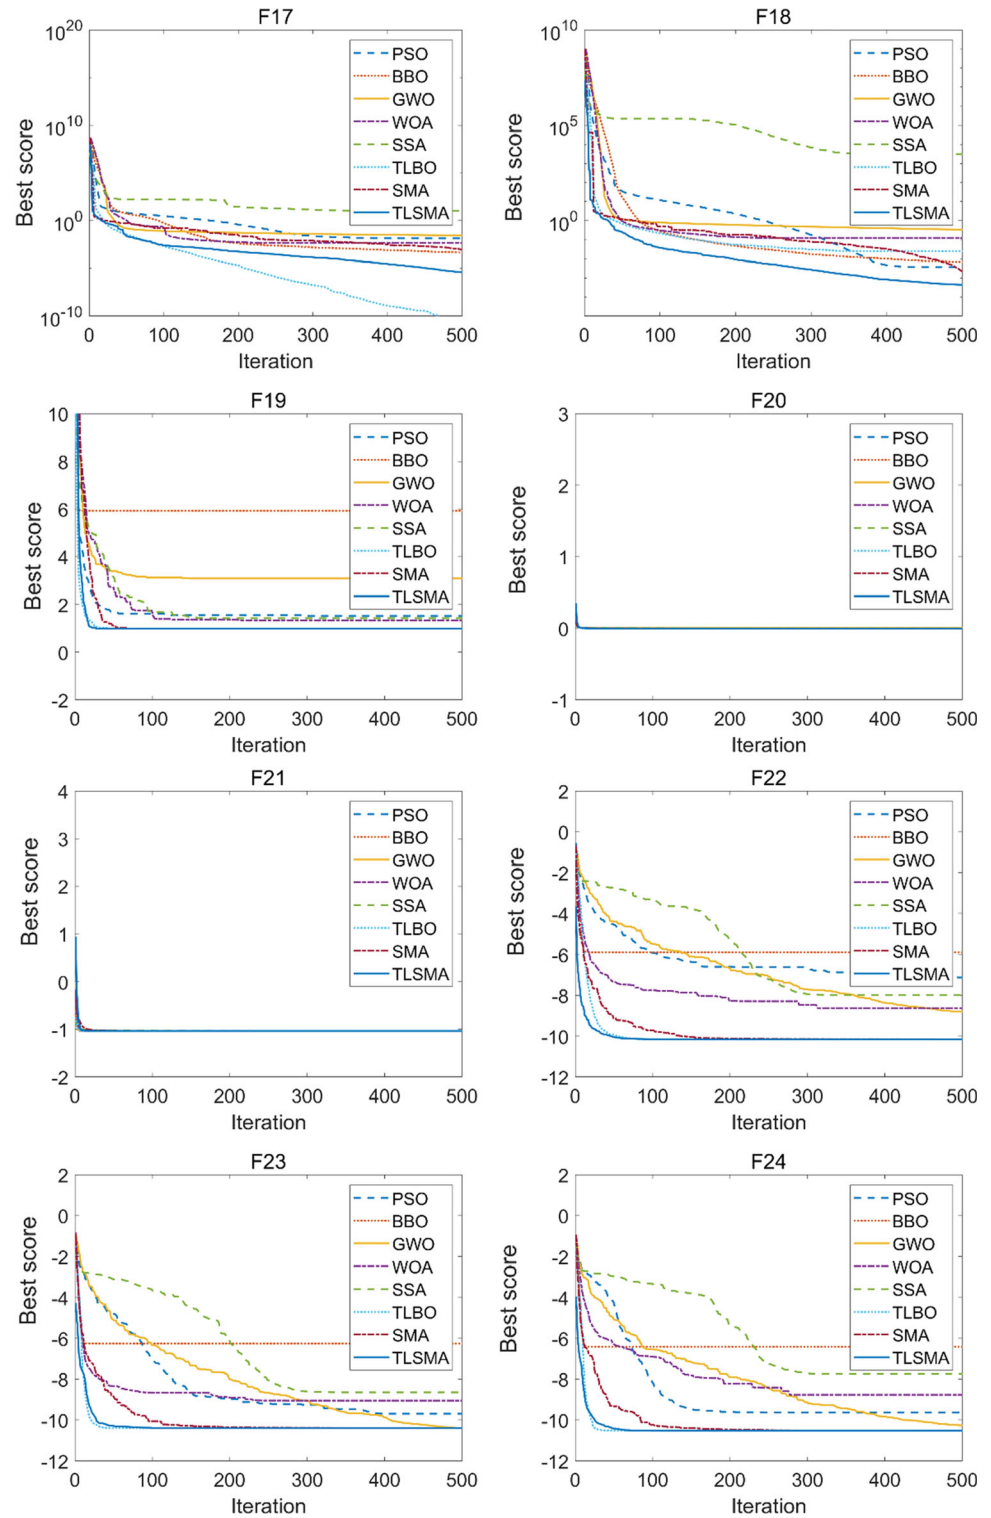 F17
10^20
10^10
10^0
10^-10
Best score
0 100 200 300 400 500
Iteration
PSO
BBO
GWO
WOA
SSA
TLBO
SMA
TLSMA
F18
10^10
10^5
10^0
Best score
0 100 200 300 400 500
Iteration
PSO
BBO
GWO
WOA
SSA
TLBO
SMA
TLSMA
F19
10
8
6
4
2
0
-2
Best score
0 100 200 300 400 500
Iteration
PSO
BBO
GWO
WOA
SSA
TLBO
SMA
TLSMA
F20
3
2
1
0
-1
Best score
0 100 200 300 400 500
Iteration
PSO
BBO
GWO
WOA
SSA
TLBO
SMA
TLSMA
F21
4
3
2
1
0
-1
-2
Best score
0 100 200 300 400 500
Iteration
PSO
BBO
GWO
WOA
SSA
TLBO
SMA
TLSMA
F22
2
0
-2
-4
-6
-8
-10
-12
Best score
0 100 200 300 400 500
Iteration
PSO
BBO
GWO
WOA
SSA
TLBO
SMA
TLSMA
F23
2
0
-2
-4
-6
-8
-10
-12
Best score
0 100 200 300 400 500
Iteration
PSO
BBO
GWO
WOA
SSA
TLBO
SMA
TLSMA
F24
2
0
-2
-4
-6
-8
-10
-12
Best score
0 100 200 300 400 500
Iteration
PSO
BBO
GWO
WOA
SSA
TLBO
SMA
TLSMA